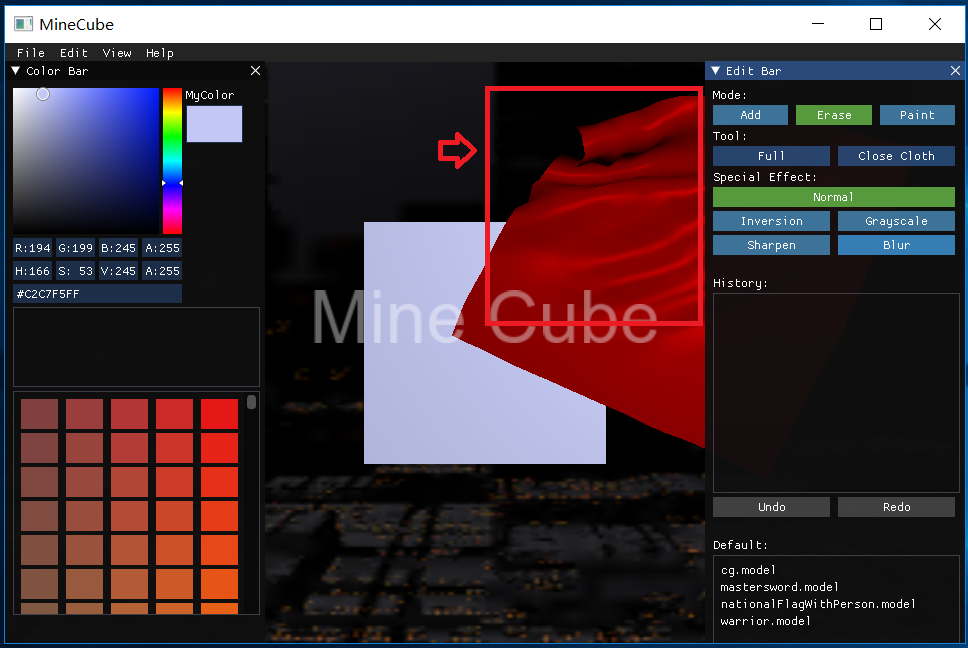 MineCube
File Edit View Help
Color Bar
MyColor
R:194 G:199 B:245 A:255
H:166 S: 53 V:245 A:255
#C2C7F5FF
Mine Cube
Edit Bar
Mode:
Add Erase Paint
Tool:
Full Close Cloth
Special Effect:
Normal
Inversion Grayscale
Sharpen Blur
History:
Undo Redo
Default:
cg.model
mastersword.model
nationalFlagWithPerson.model
warrior.model